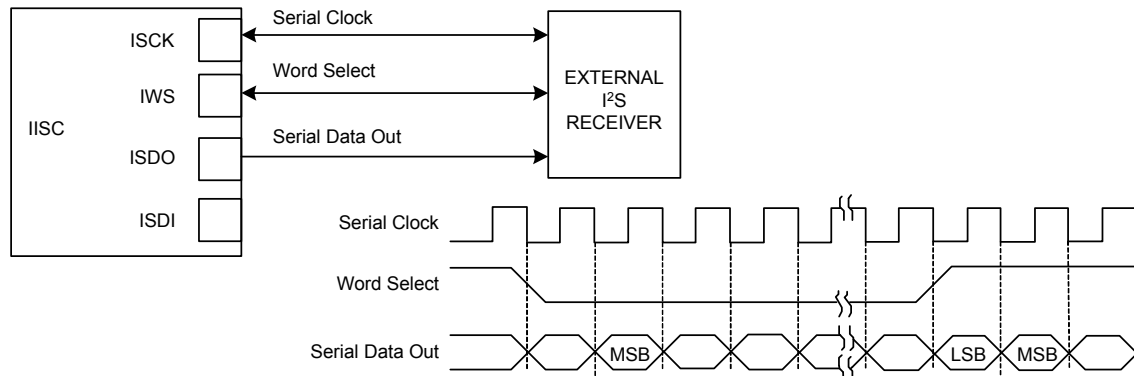 Serial Clock
ISCK
Word Select
IWS
EXTERNAL
I²S
RECEIVER
IISC
Serial Data Out
ISDO
ISDI
Serial Clock
Word Select
Serial Data Out
MSB
LSB
MSB